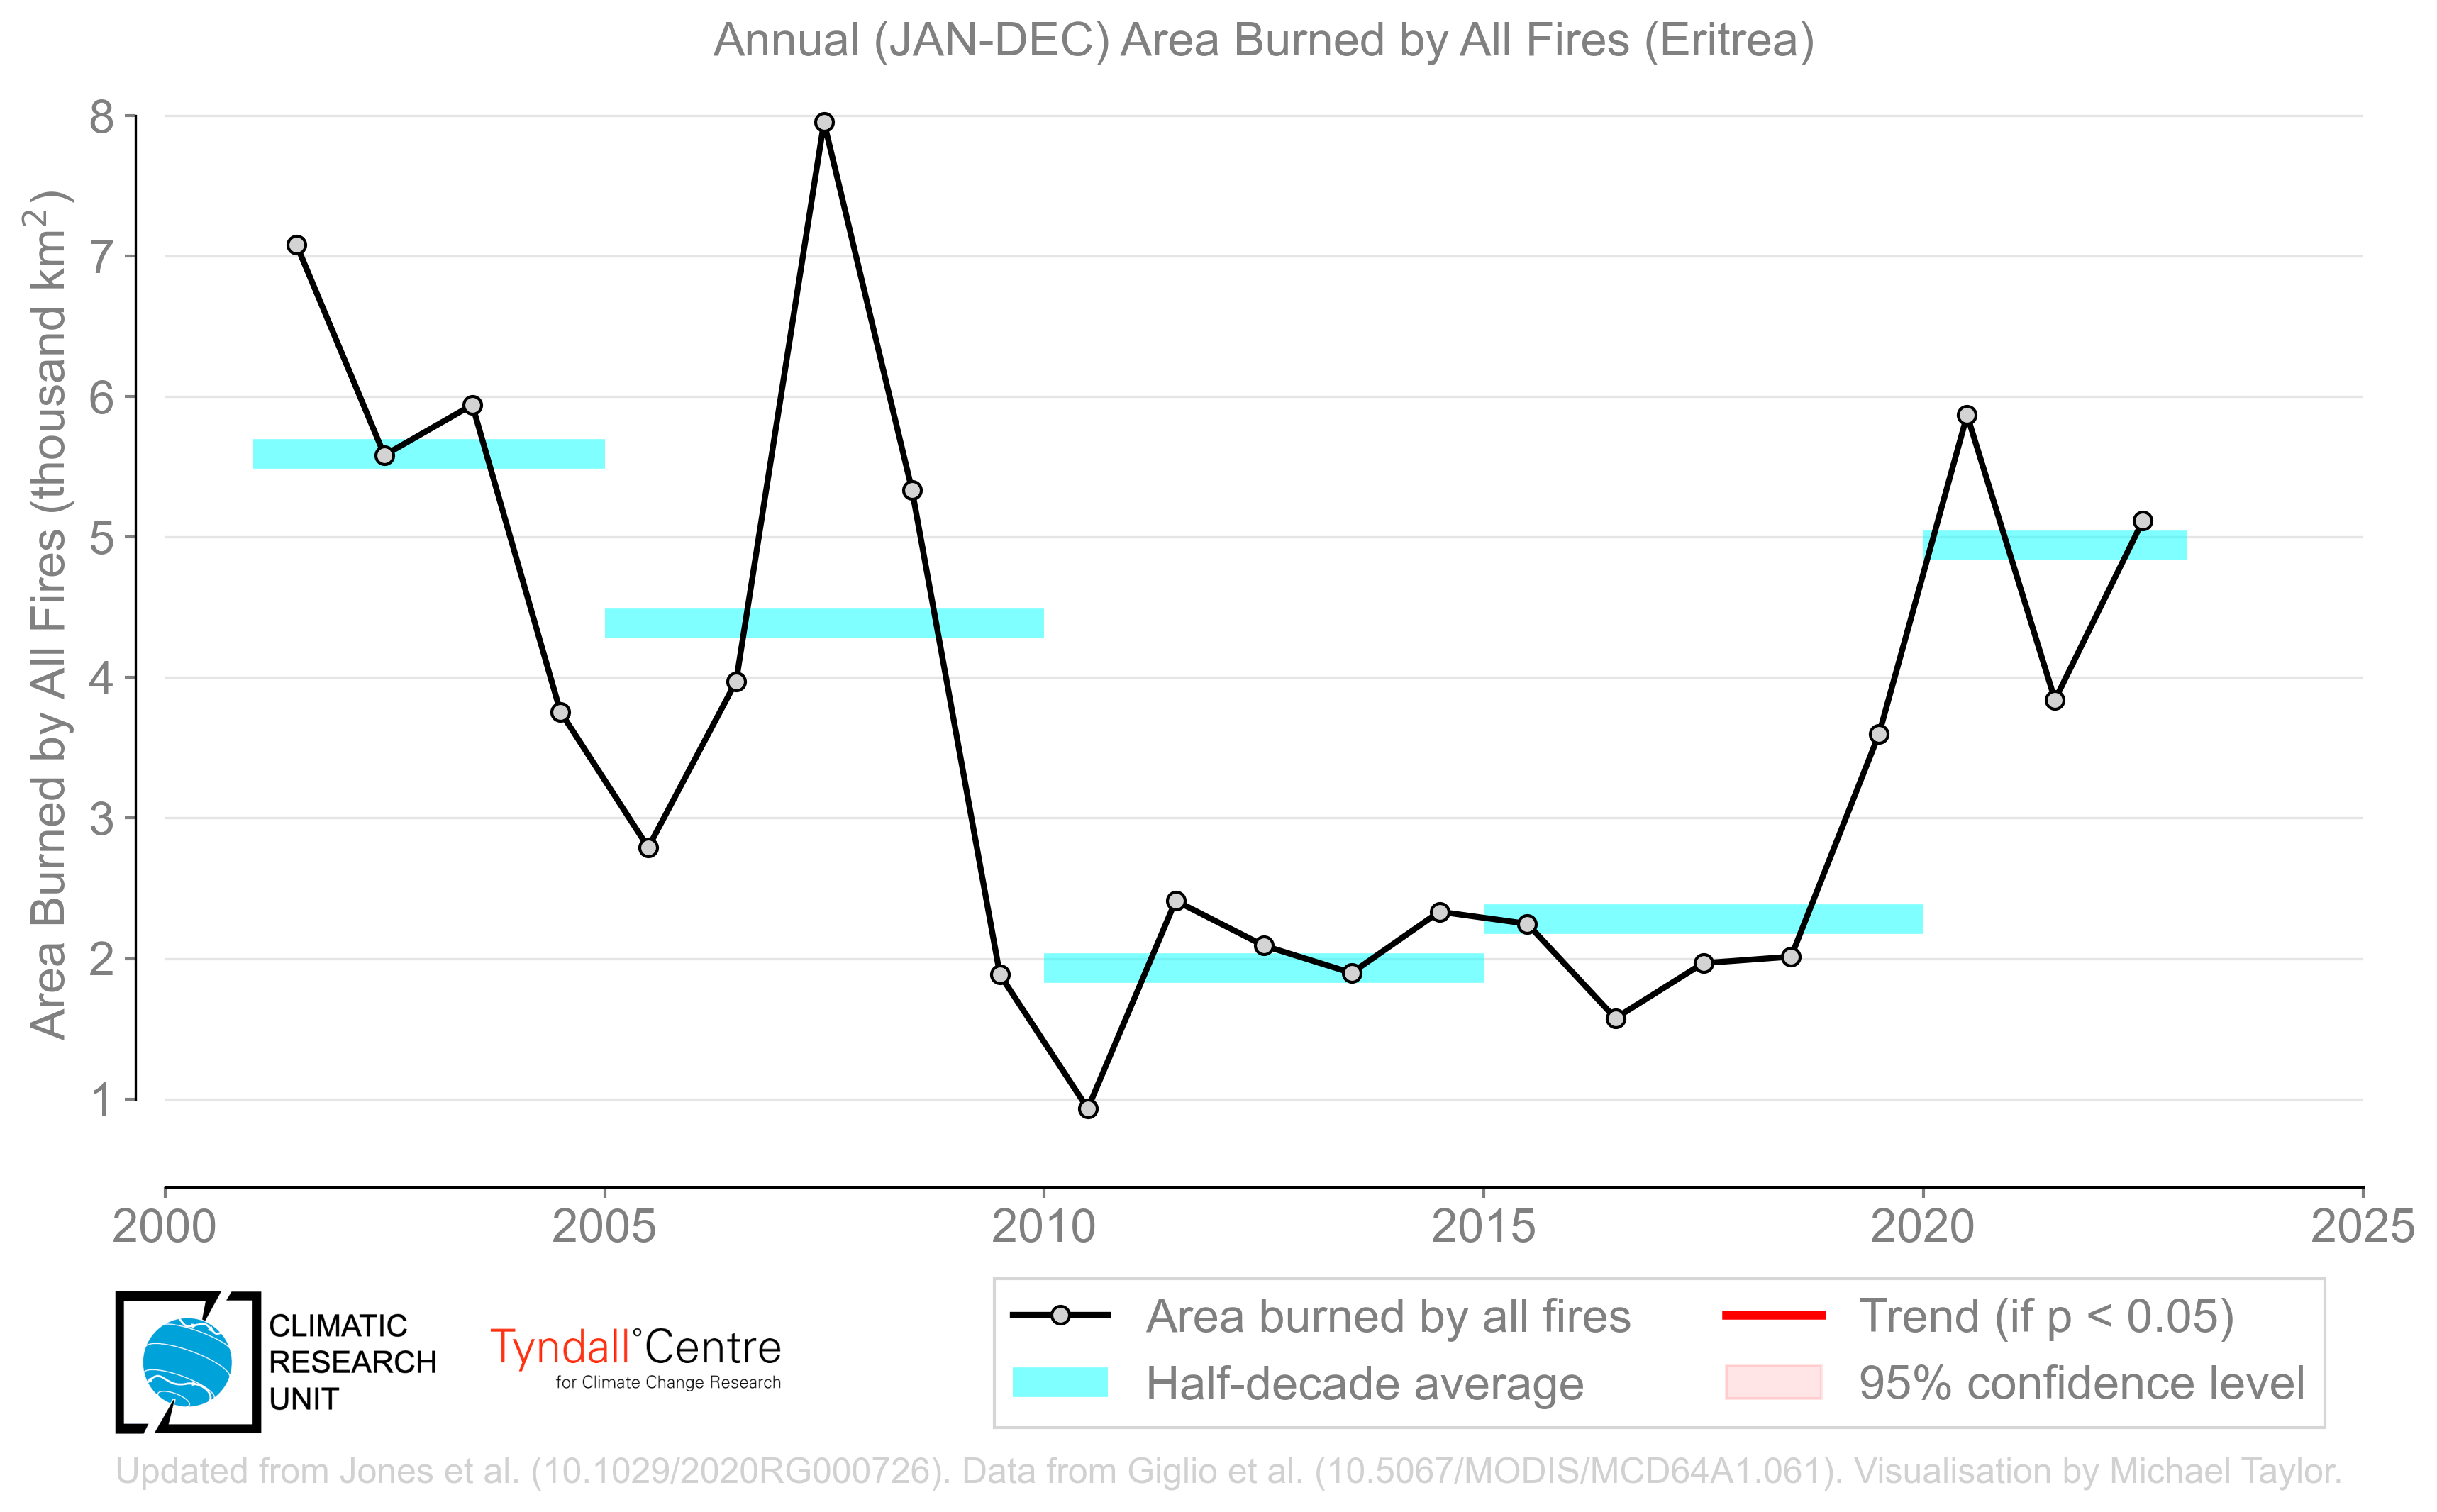 Annual (JAN-DEC) Area Burned by All Fires (Eritrea)
Area Burned by All Fires (thousand km²)
8
7
6
5
4
3
2
1
2000 2005 2010 2015 2020 2025
CLIMATIC
RESEARCH
UNIT
Tyndall°Centre
for Climate Change Research
Area burned by all fires
Half-decade average
Trend (if p < 0.05)
95% confidence level
Updated from Jones et al. (10.1029/2020RG000726). Data from Giglio et al. (10.5067/MODIS/MCD64A1.061). Visualisation by Michael Taylor.